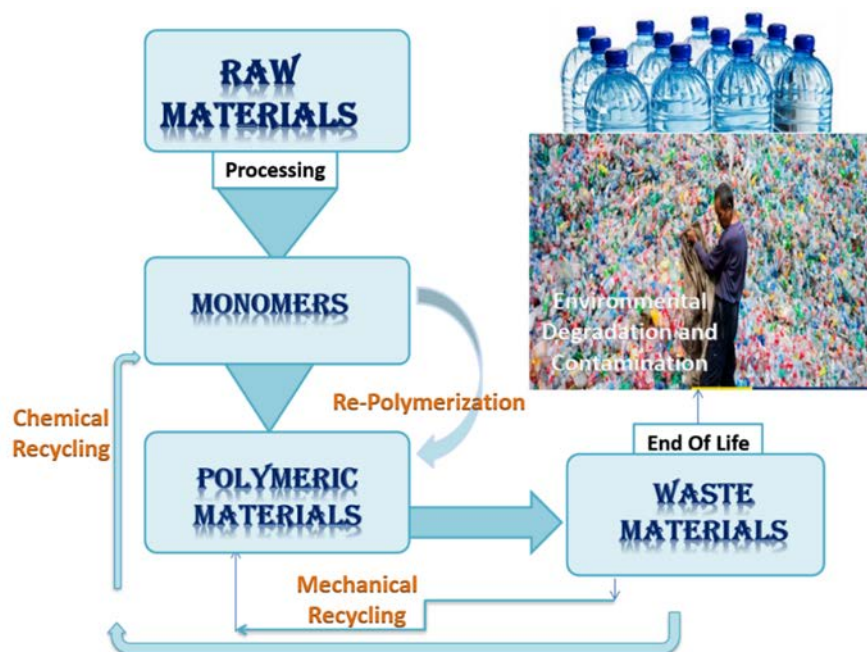 RAW
MATERIALS
Processing
MONOMERS
Re-Polymerization
Chemical
Recycling
POLYMERIC
MATERIALS
Mechanical
Recycling
Environmental
Degradation and
Contamination
End Of Life
WASTE
MATERIALS